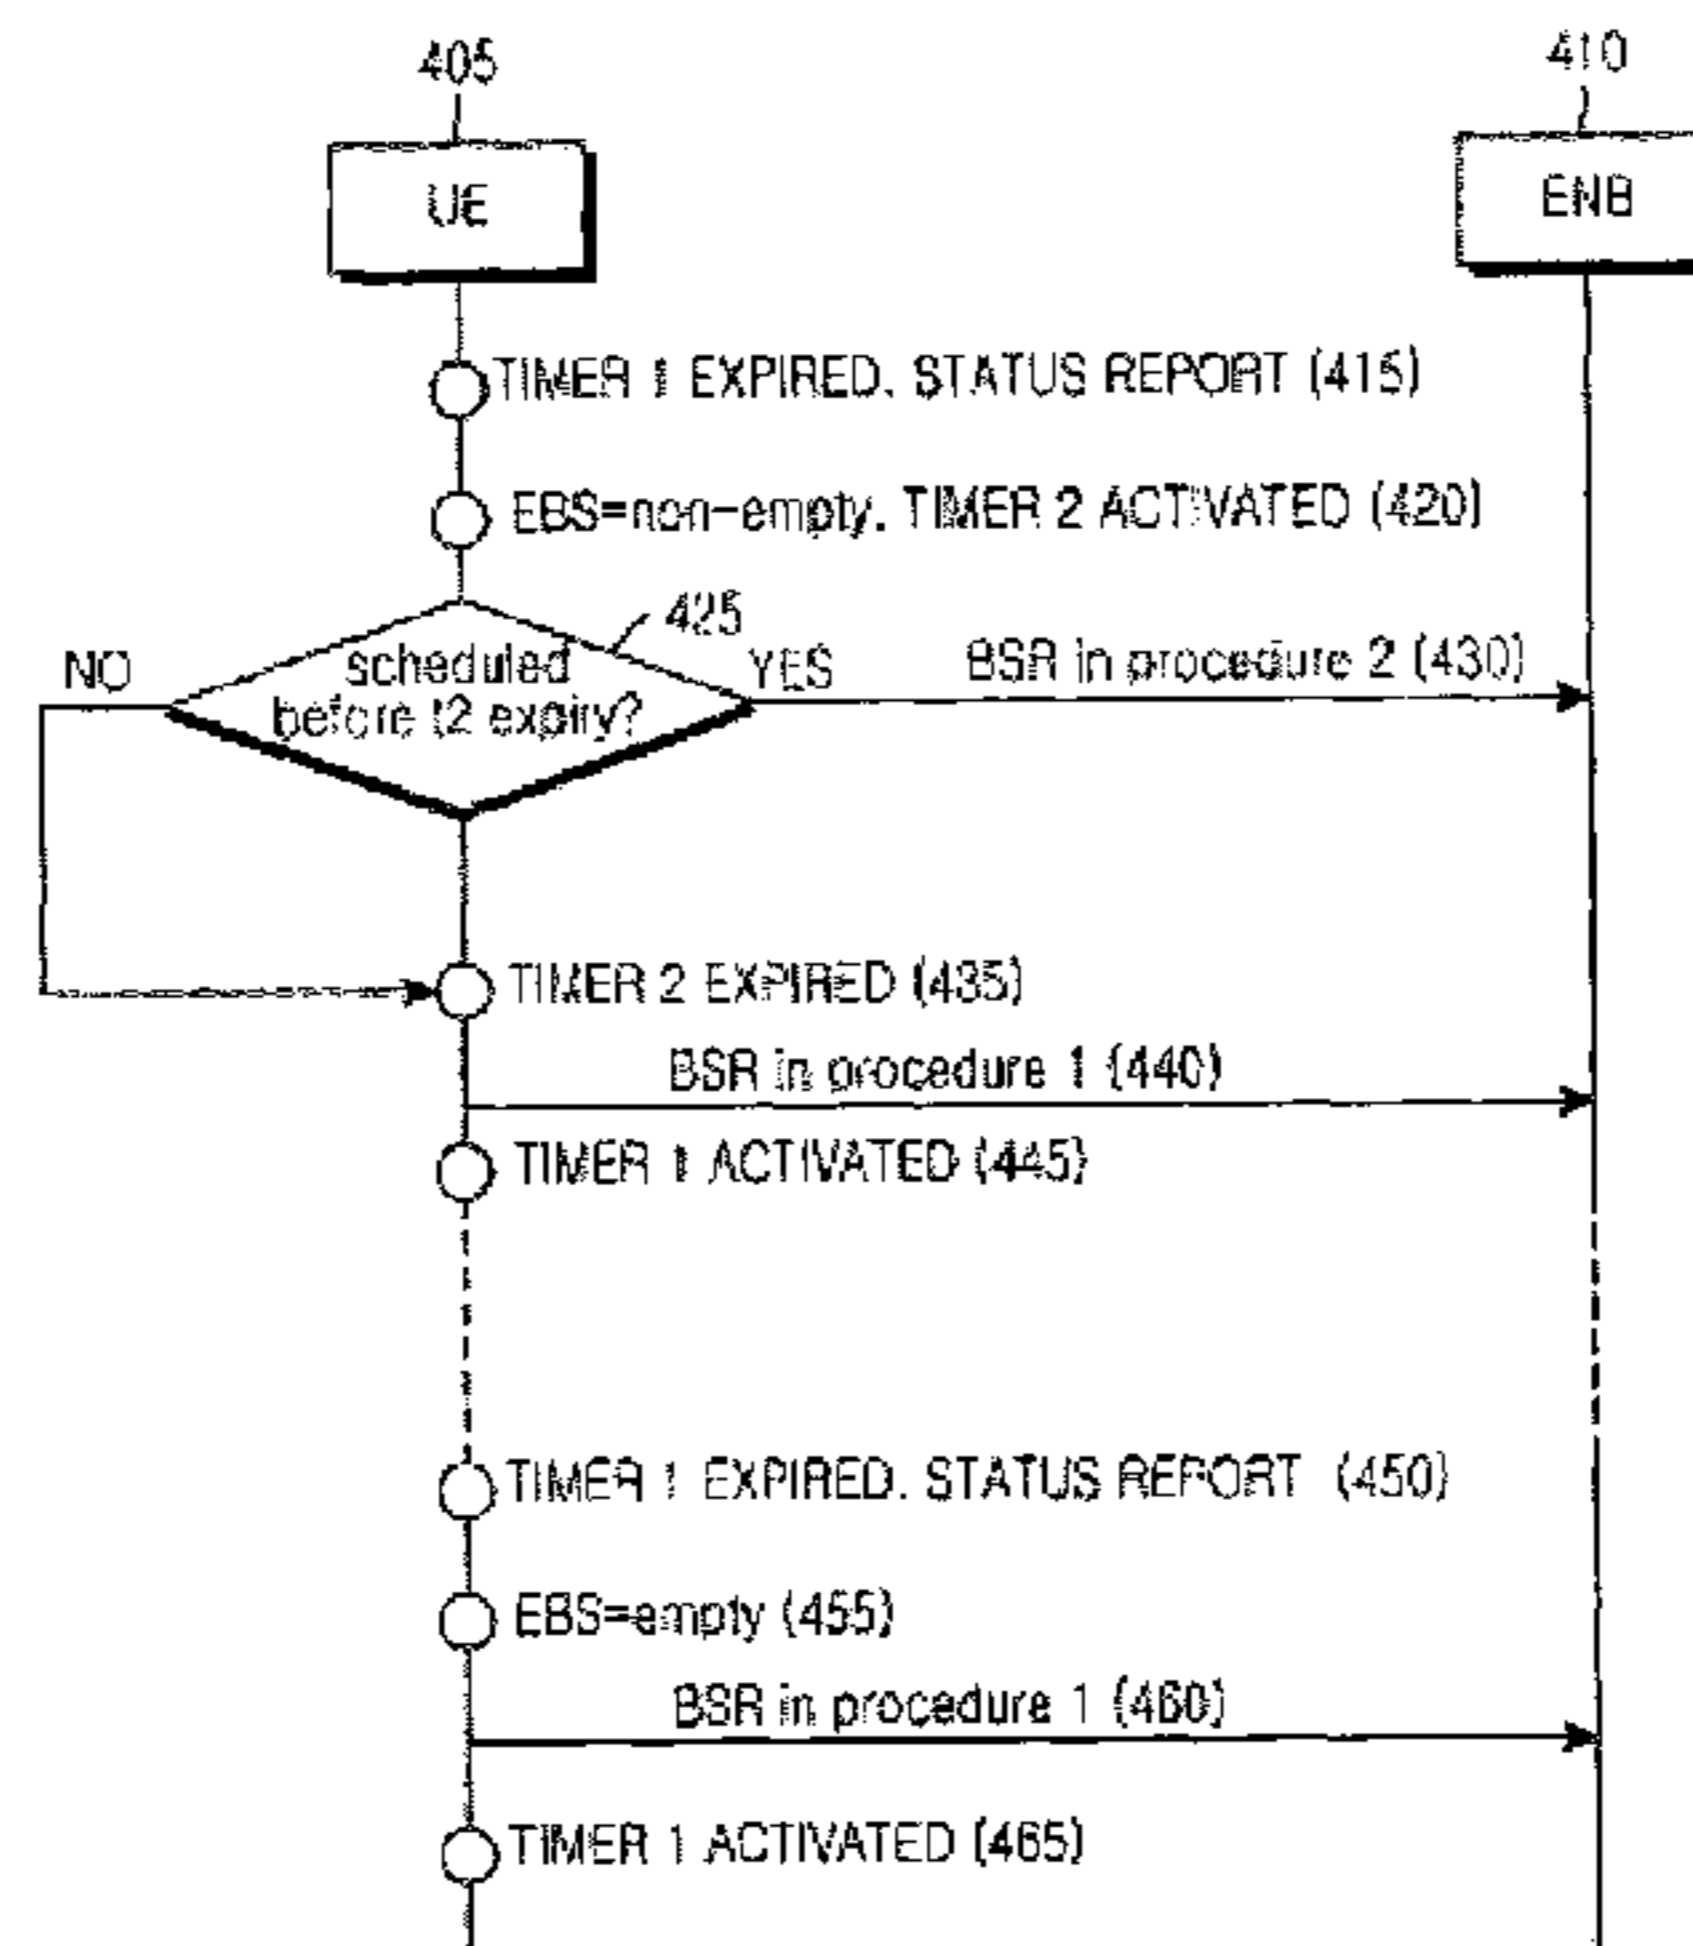 405
410
UE
ENB
TIMER 1 EXPIRED. STATUS REPORT (415)
EBS=non-empty. TIMER 2 ACTIVATED (420)
425
NO
scheduled
before t2 expiry?
YES
BSR in procedure 2 (430)
TIMER 2 EXPIRED (435)
BSR in procedure 1 (440)
TIMER 1 ACTIVATED (445)
TIMER 1 EXPIRED. STATUS REPORT (450)
EBS=empty (455)
BSR in procedure 1 (460)
TIMER 1 ACTIVATED (465)